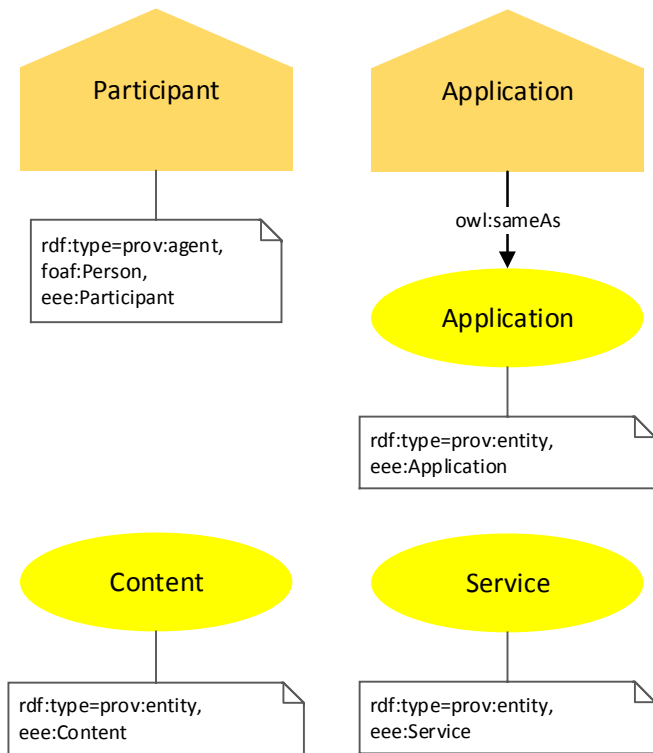 Participant
Application
rdf:type=prov:agent,
foaf:Person,
eee:Participant
owl:sameAs
Application
rdf:type=prov:entity,
eee:Application
Content
Service
rdf:type=prov:entity,
eee:Content
rdf:type=prov:entity,
eee:Service